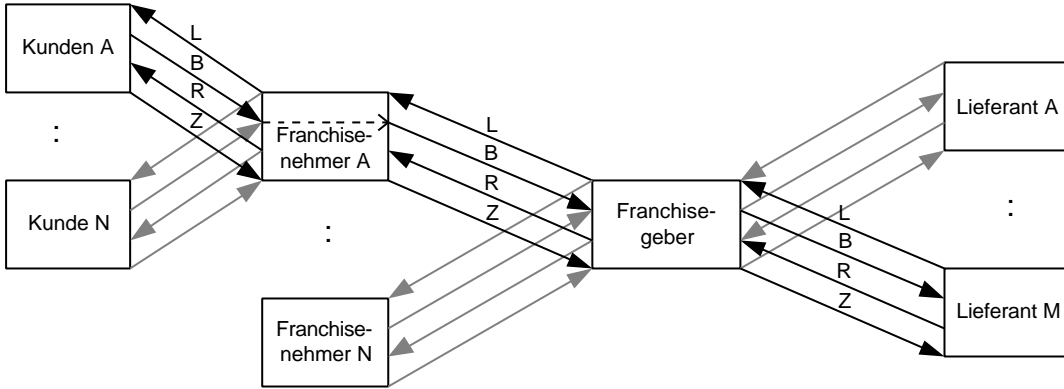 Kunden A
L
B
R
Z
:
Kunde N
Franchise-
nehmer A
:
Franchise-
nehmer N
L
B
R
Z
Franchise-
geber
Lieferant A
:
L
B
R
Z
Lieferant M